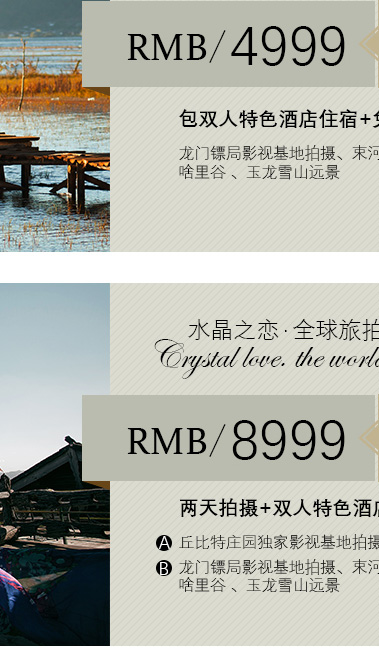 RMB/4999
包双人特色酒店住宿+
龙门镖局影视基地拍摄、束河
啥里谷、玉龙雪山远景
水晶之恋·全球旅拍
Crystal love. the world
RMB/8999
两天拍摄+双人特色酒店
A 丘比特庄园独家影视基地拍摄
B 龙门镖局影视基地拍摄、束河
啥里谷、玉龙雪山远景